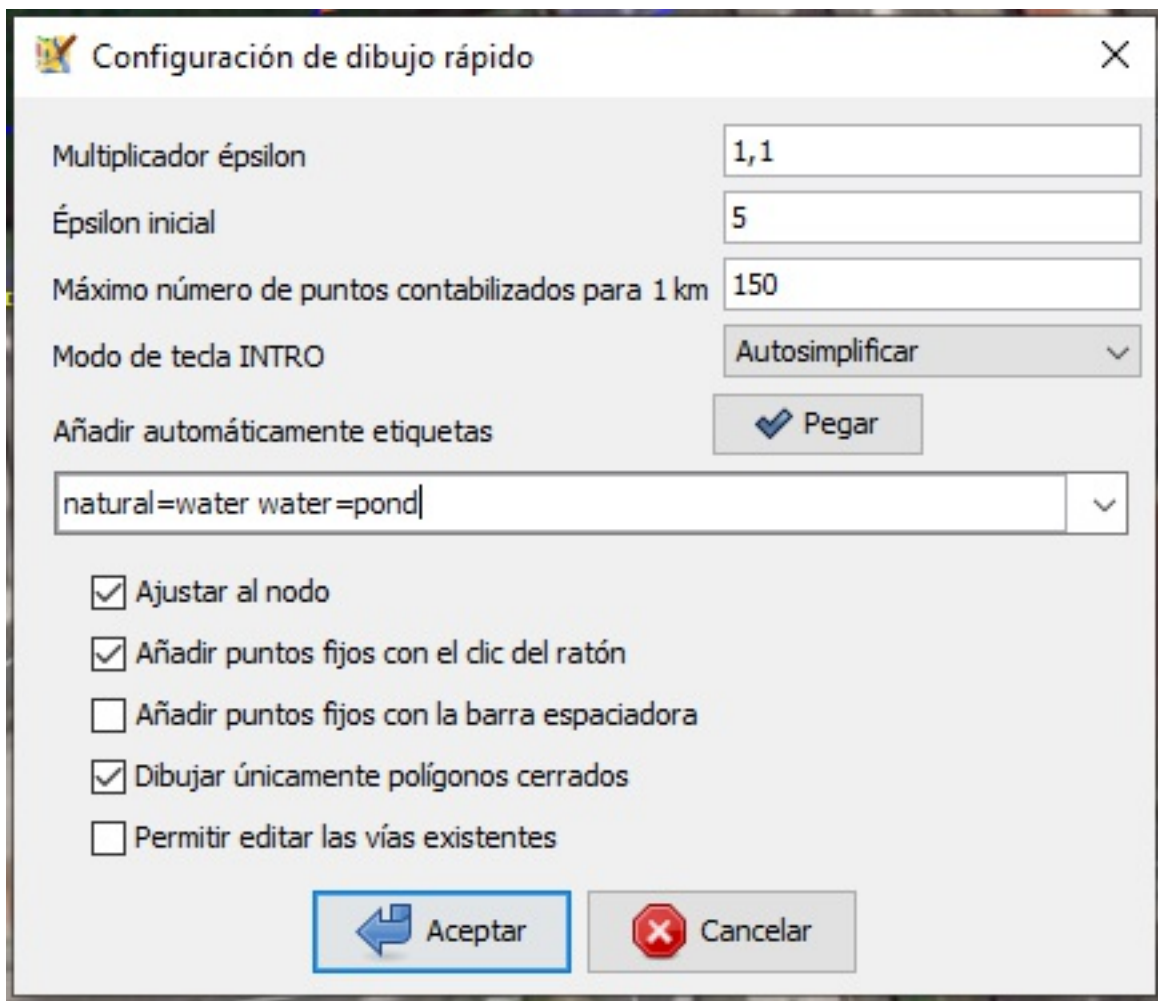 Configuración de dibujo rápido
Multiplicador épsilon 1,1
Épsilon inicial 5
Máximo número de puntos contabilizados para 1 km 150
Modo de tecla INTRO Autosimplificar
Añadir automáticamente etiquetas Pegar
natural=water water=pond
Ajustar al nodo
Añadir puntos fijos con el clic del ratón
Añadir puntos fijos con la barra espaciadora
Dibujar únicamente polígonos cerrados
Permitir editar las vías existentes
Aceptar Cancelar